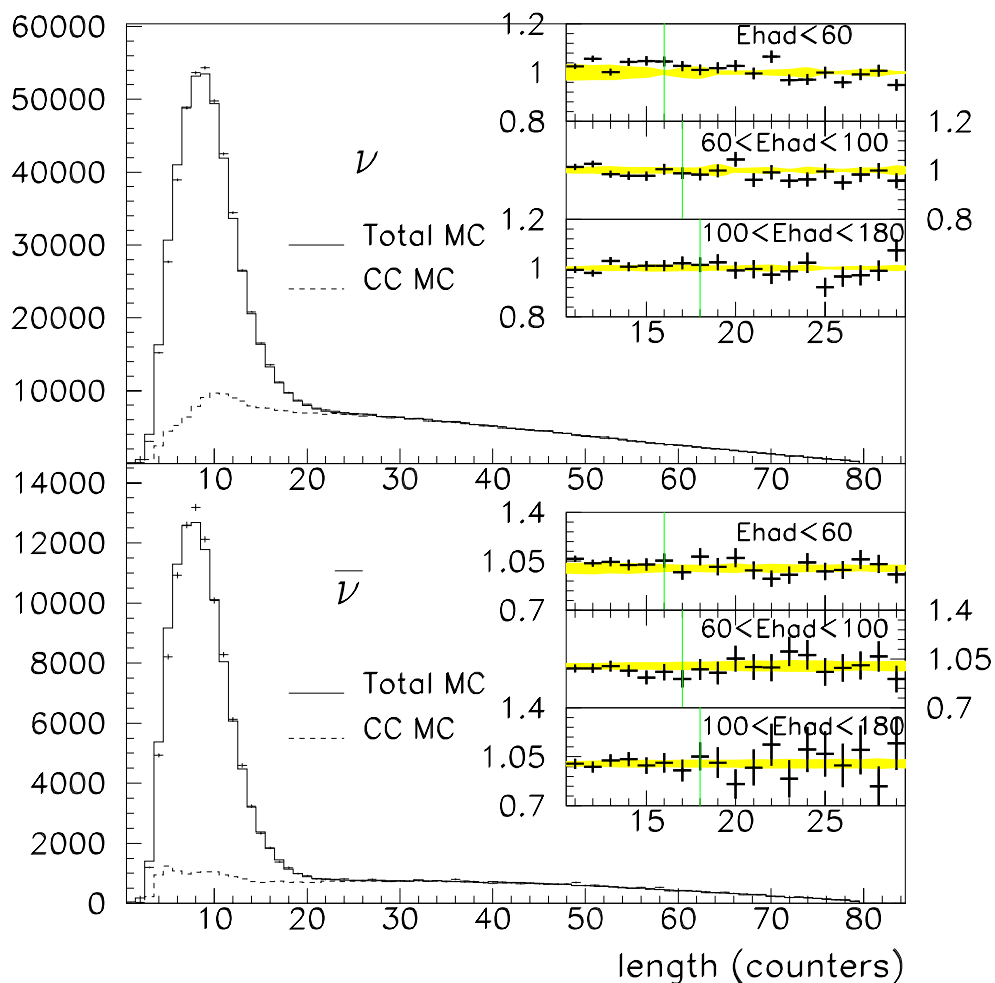 60000
50000
40000
30000
20000
10000
ν
Total MC
CC MC
1.2
1
0.8
Ehad<60
1.2
1
0.8
60<Ehad<100
1.2
1
0.8
100<Ehad<180
15 20 25
10 20 30 40 50 60 70 80
14000
12000
10000
8000
6000
4000
2000
0
ν̅
Total MC
CC MC
1.4
1.05
0.7
Ehad<60
1.4
1.05
0.7
60<Ehad<100
1.4
1.05
0.7
100<Ehad<180
15 20 25
10 20 30 40 50 60 70 80
length (counters)